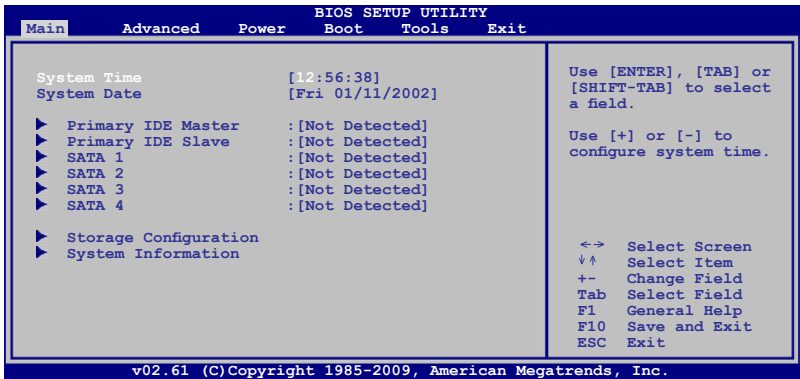 BIOS SETUP UTILITY
Main Advanced Power Boot Tools Exit
System Time [12:56:38]
System Date [Fri 01/11/2002]
Primary IDE Master :[Not Detected]
Primary IDE Slave :[Not Detected]
SATA 1 :[Not Detected]
SATA 2 :[Not Detected]
SATA 3 :[Not Detected]
SATA 4 :[Not Detected]
Storage Configuration
System Information
Use [ENTER], [TAB] or
[SHIFT-TAB] to select
a field.
Use [+] or [-] to
configure system time.
←→ Select Screen
↓↑ Select Item
+- Change Field
Tab Select Field
F1 General Help
F10 Save and Exit
ESC Exit
v02.61 (C)Copyright 1985-2009, American Megatrends, Inc.